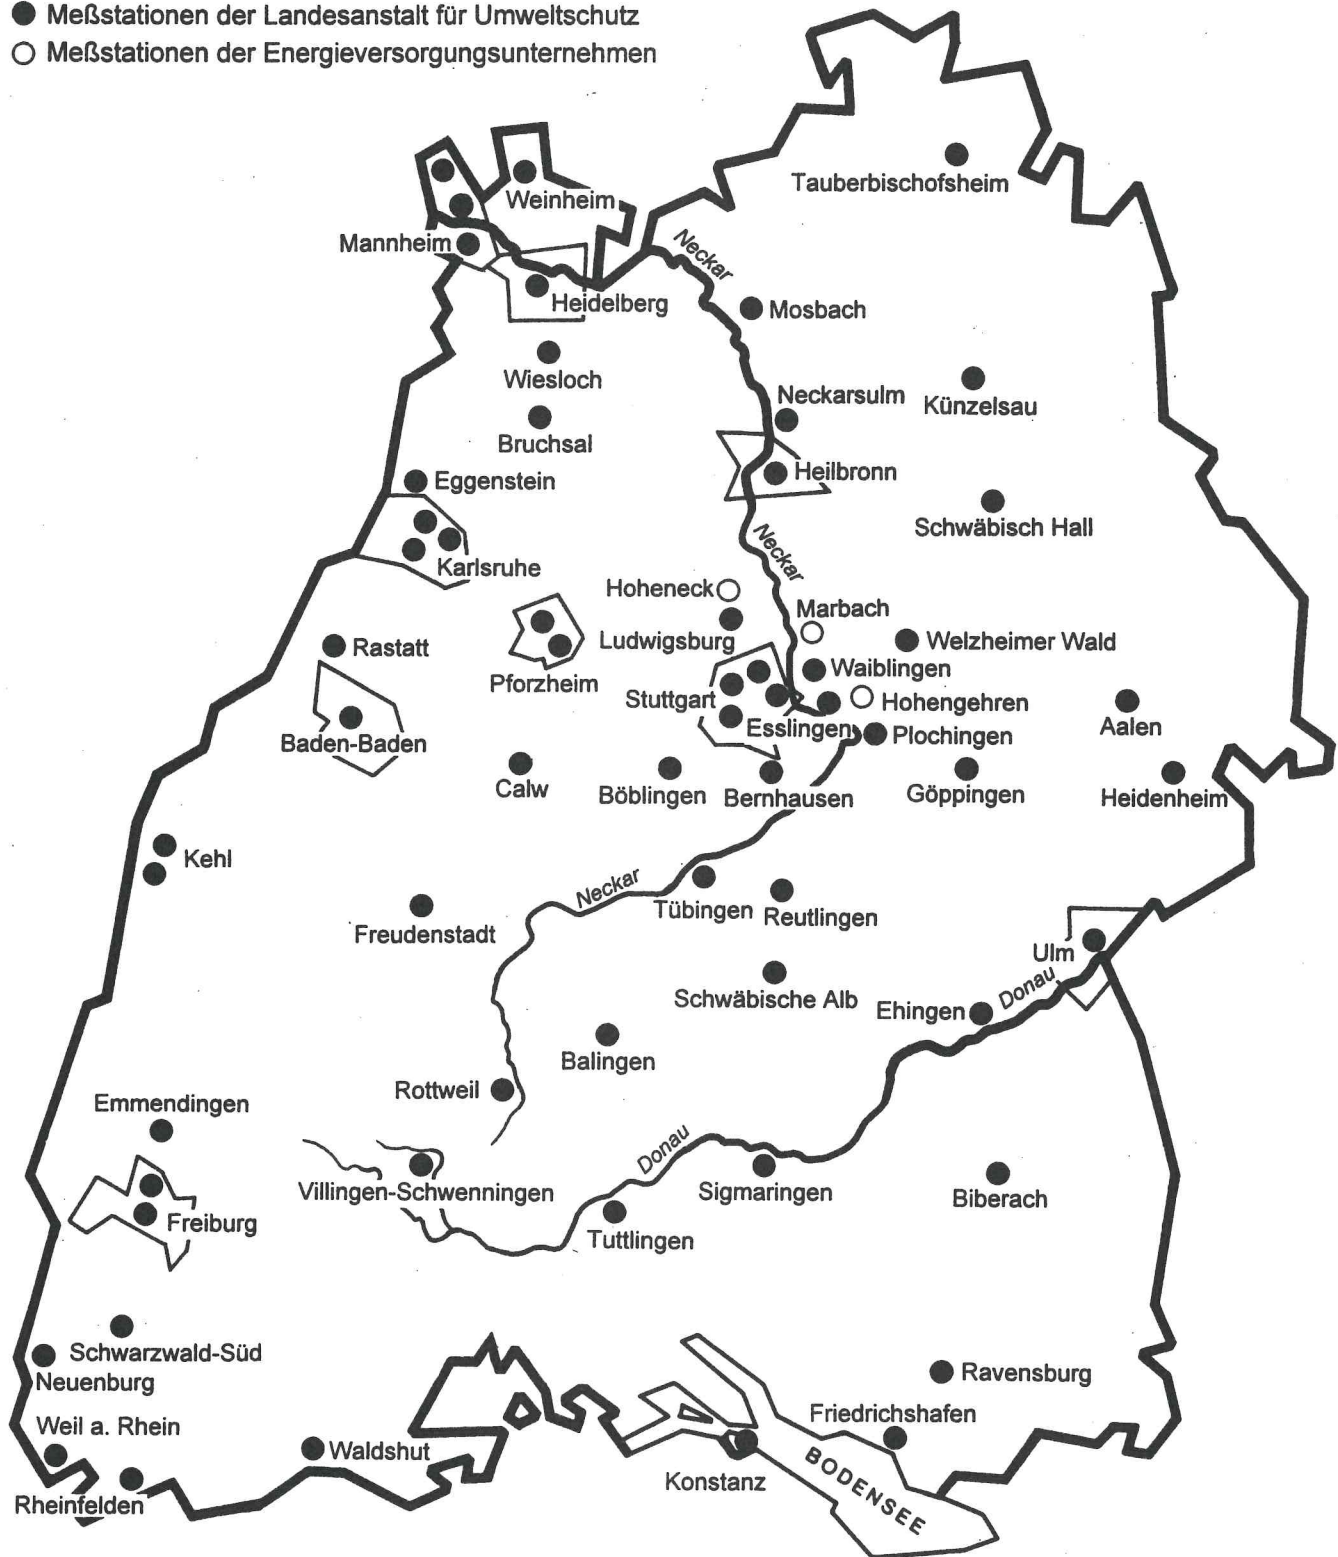 Meßstationen der Landesanstalt für Umweltschutz
Meßstationen der Energieversorgungsunternehmen
Tauberbischofsheim
Weinheim
Mannheim
Neckar
Heidelberg
Mosbach
Wiesloch
Neckarsulm
Künzelsau
Bruchsal
Heilbronn
Eggenstein
Schwäbisch Hall
Neckar
Karlsruhe
Hoheneck
Marbach
Ludwigsburg
Welzheimer Wald
Rastatt
Waiblingen
Pforzheim
Stuttgart
Hohengehren
Esslingen
Aalen
Plochingen
Baden-Baden
Calw
Böblingen
Bernhausen
Göppingen
Heidenheim
Kehl
Neckar
Tübingen
Reutlingen
Freudenstadt
Ulm
Donau
Schwäbische Alb
Ehingen
Balingen
Rottweil
Emmendingen
Donau
Villingen-Schwenningen
Sigmaringen
Biberach
Freiburg
Tuttlingen
Schwarzwald-Süd
Neuenburg
Ravensburg
Friedrichshafen
Weil a. Rhein
Waldshut
Konstanz
BODENSEE
Rheinfelden